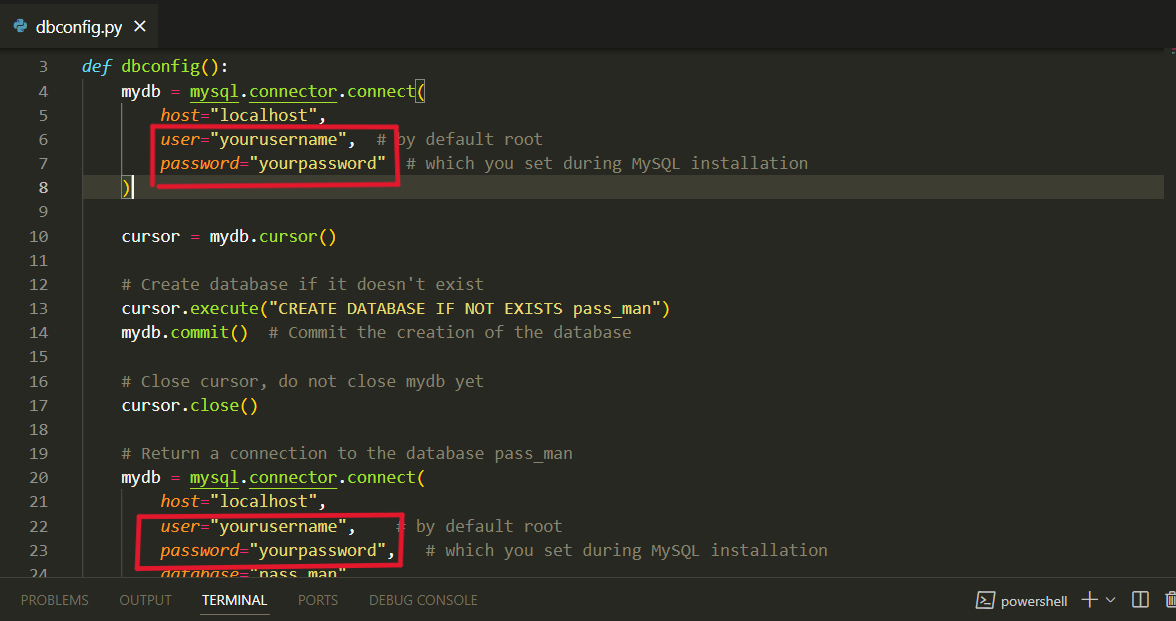 dbconfig.py
3 def dbconfig():
4 mydb = mysql.connector.connect(
5 host="localhost",
6 user="yourusername", # by default root
7 password="yourpassword" # which you set during MySQL installation
8 )
9
10 cursor = mydb.cursor()
11
12 # Create database if it doesn't exist
13 cursor.execute("CREATE DATABASE IF NOT EXISTS pass_man")
14 mydb.commit() # Commit the creation of the database
15
16 # Close cursor, do not close mydb yet
17 cursor.close()
18
19 # Return a connection to the database pass_man
20 mydb = mysql.connector.connect(
21 host="localhost",
22 user="yourusername", # by default root
23 password="yourpassword", # which you set during MySQL installation
24 database="pass_man"
PROBLEMS OUTPUT TERMINAL PORTS DEBUG CONSOLE powershell